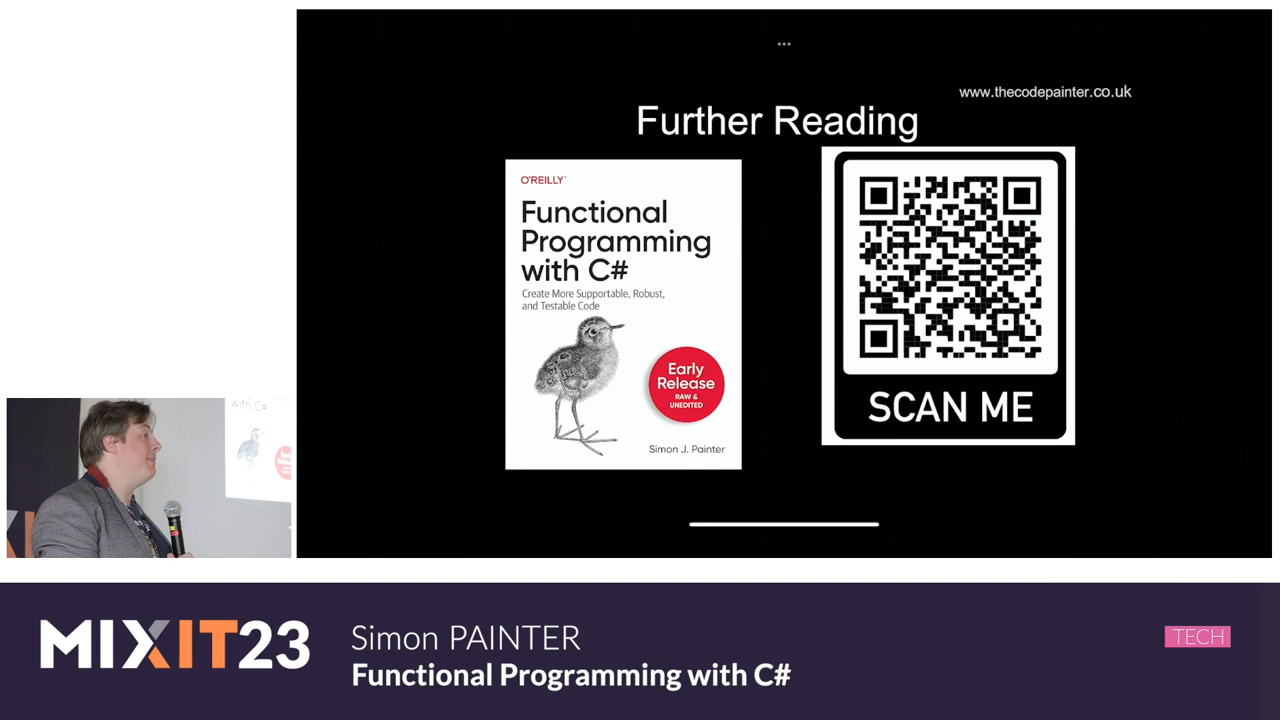 www.thecodepainter.co.uk
Further Reading
O'REILLY
Functional
Programming
with C#
Create More Supportable, Robust,
and Testable Code
Early
Release
RAW &
UNEDITED
Simon J. Painter
SCAN ME
with C#
MIXIT23
Simon PAINTER
Functional Programming with C#
TECH